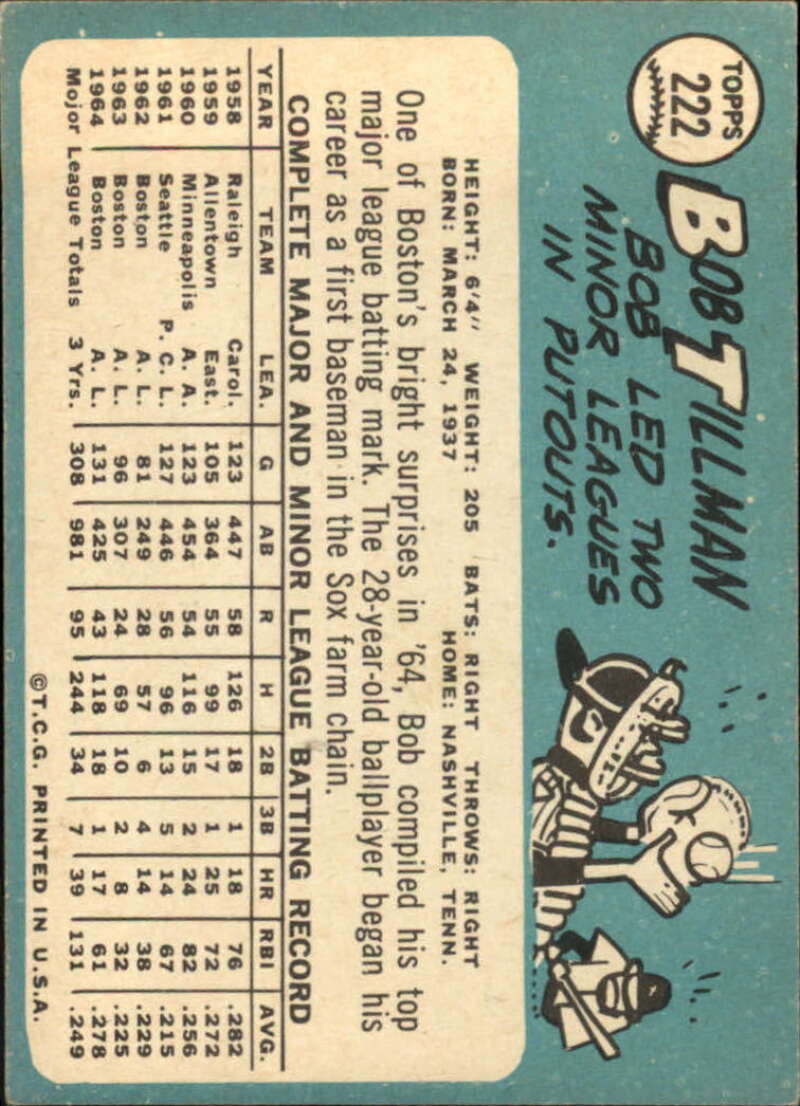 TOPPS
222
BOB TILLMAN
BOB LED TWO
MINOR LEAGUES
IN PUTOUTS.
HEIGHT: 6'4" WEIGHT: 205 BATS: RIGHT THROWS: RIGHT
BORN: MARCH 24, 1937 HOME: NASHVILLE, TENN.
One of Boston's bright surprises in '64, Bob compiled his top
major league batting mark. The 28-year-old ballplayer began his
career as a first baseman in the Sox farm chain.
COMPLETE MAJOR AND MINOR LEAGUE BATTING RECORD
YEAR TEAM LEA. G AB R H 2B 3B HR RBI AVG.
1958 Raleigh Carol. 123 447 58 126 18 1 18 76 .282
1959 Allentown East. 105 364 55 99 17 1 25 72 .272
1960 Minneapolis A. A. 123 454 54 116 15 2 24 82 .256
1961 Seattle P. C. L. 127 446 56 96 13 5 14 67 .215
1962 Boston A. L. 81 249 28 57 6 4 14 38 .229
1963 Boston A. L. 96 307 24 69 10 2 8 32 .225
1964 Boston A. L. 131 425 43 118 18 1 17 61 .278
Major League Totals 3 Yrs. 308 981 95 244 34 7 39 131 .249
©T.C.G. PRINTED IN U.S.A.